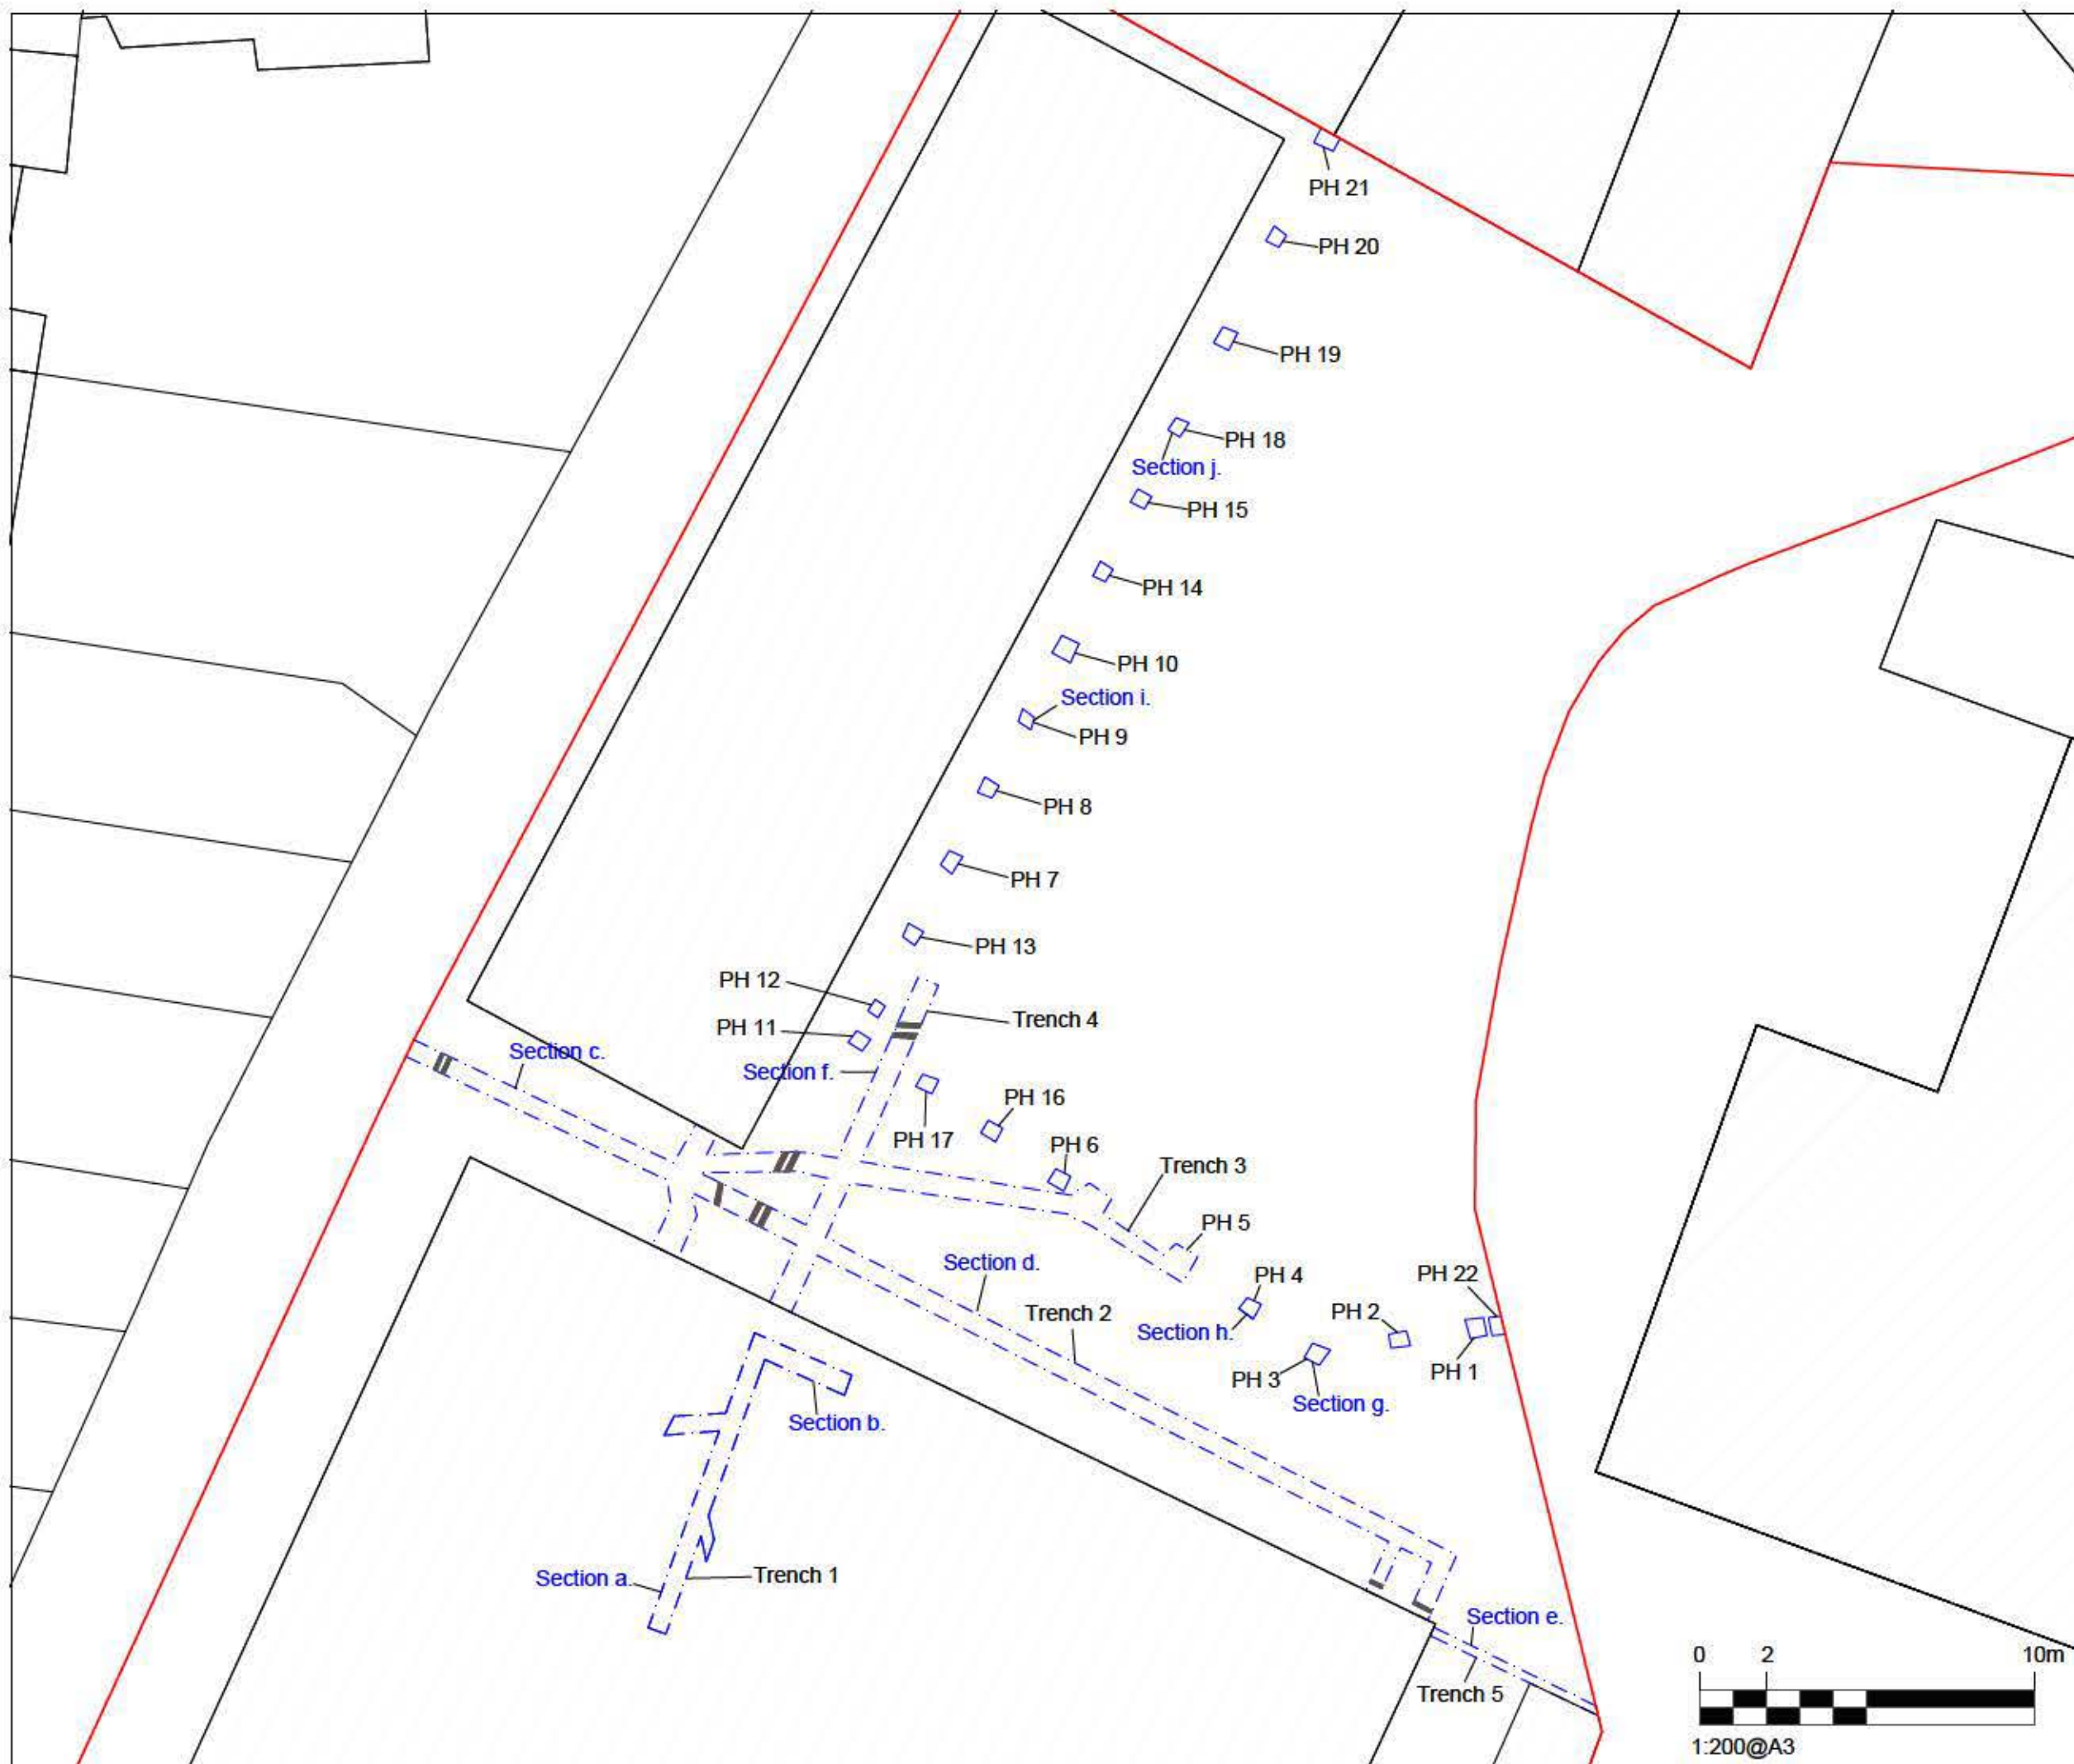 PH 21
PH 20
PH 19
PH 18
Section j.
PH 15
PH 14
PH 10
Section i.
PH 9
PH 8
PH 7
PH 13
PH 12
Trench 4
PH 11
Section c.
Section f.
PH 16
PH 17
PH 6
Trench 3
PH 5
Section d.
PH 4
PH 22
Trench 2
PH 2
Section h.
PH 1
PH 3
Section g.
Section b.
Section a.
Trench 1
Section e.
Trench 5
0 2 10m
1:200@A3